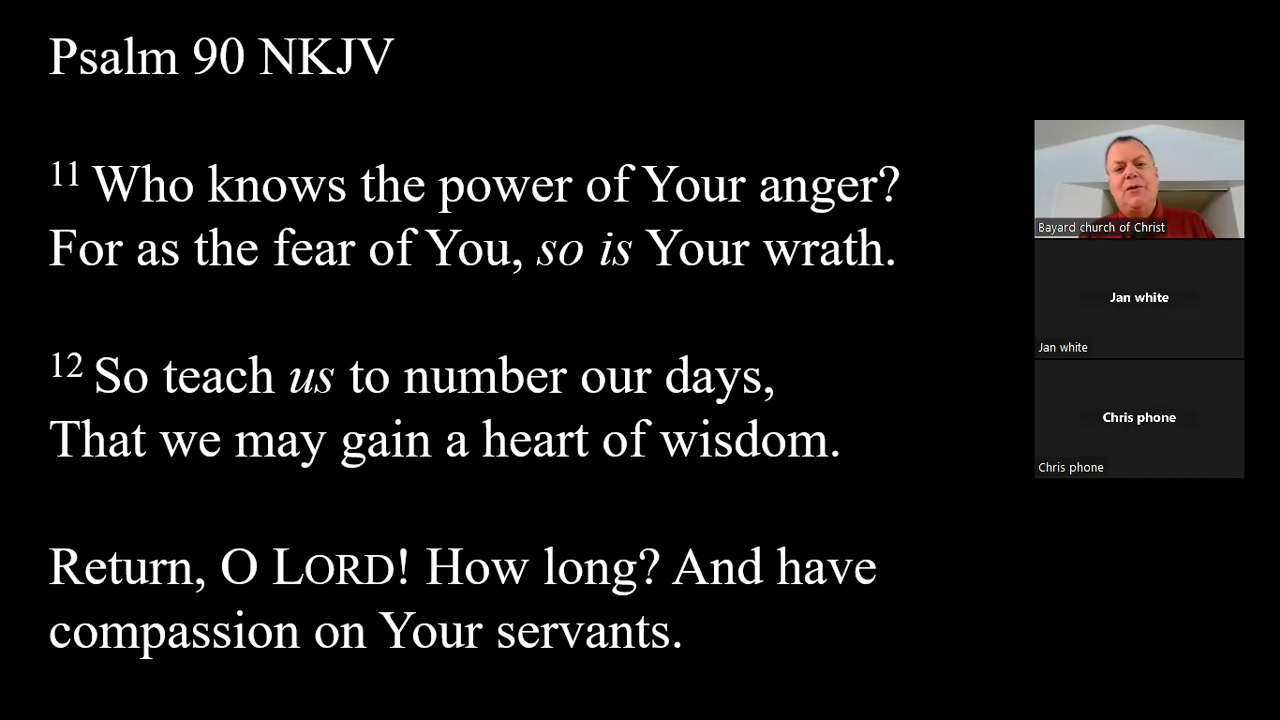 Psalm 90 NKJV
11 Who knows the power of Your anger?
For as the fear of You, so is Your wrath.
12 So teach us to number our days,
That we may gain a heart of wisdom.
Return, O LORD! How long? And have
compassion on Your servants.
Bayard church of Christ
Jan white
Jan white
Chris phone
Chris phone